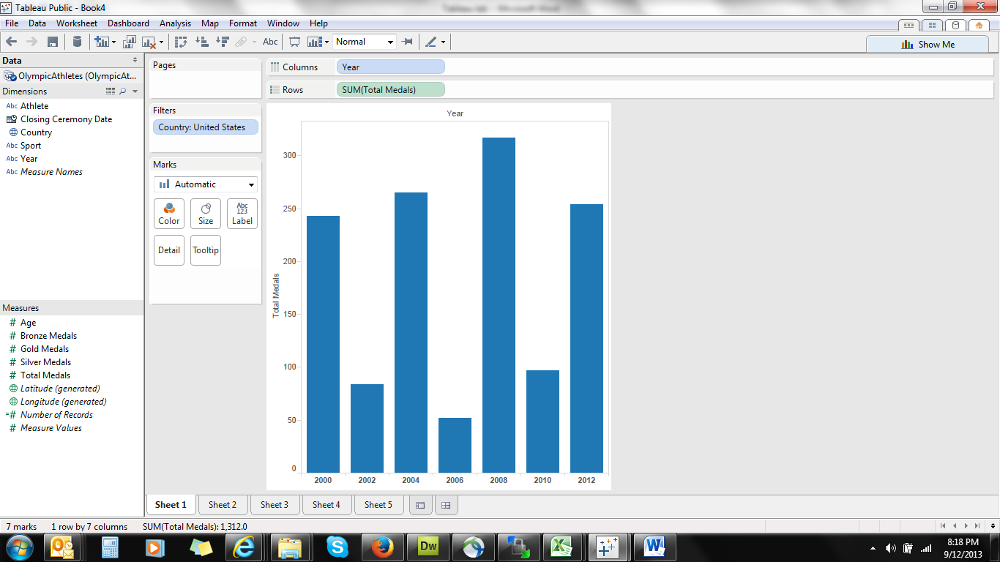 Tableau Public - Book4
File Data Worksheet Dashboard Analysis Map Format Window Help
Abc Normal
Show Me
Data
OlympicAthletes (OlympicAt...
Dimensions
Abc Athlete
Closing Ceremony Date
Country
Abc Sport
Abc Year
Abc Measure Names
Measures
# Age
# Bronze Medals
# Gold Medals
# Silver Medals
# Total Medals
Latitude (generated)
Longitude (generated)
=# Number of Records
# Measure Values
Pages
Filters
Country: United States
Marks
Automatic
Color Size Abc 123 Label
Detail Tooltip
Columns Year
Rows SUM(Total Medals)
Year
Total Medals
300
250
200
150
100
50
0
2000 2002 2004 2006 2008 2010 2012
Sheet 1 Sheet 2 Sheet 3 Sheet 4 Sheet 5
7 marks 1 row by 7 columns SUM(Total Medals): 1,312.0
Dw
8:18 PM
9/12/2013